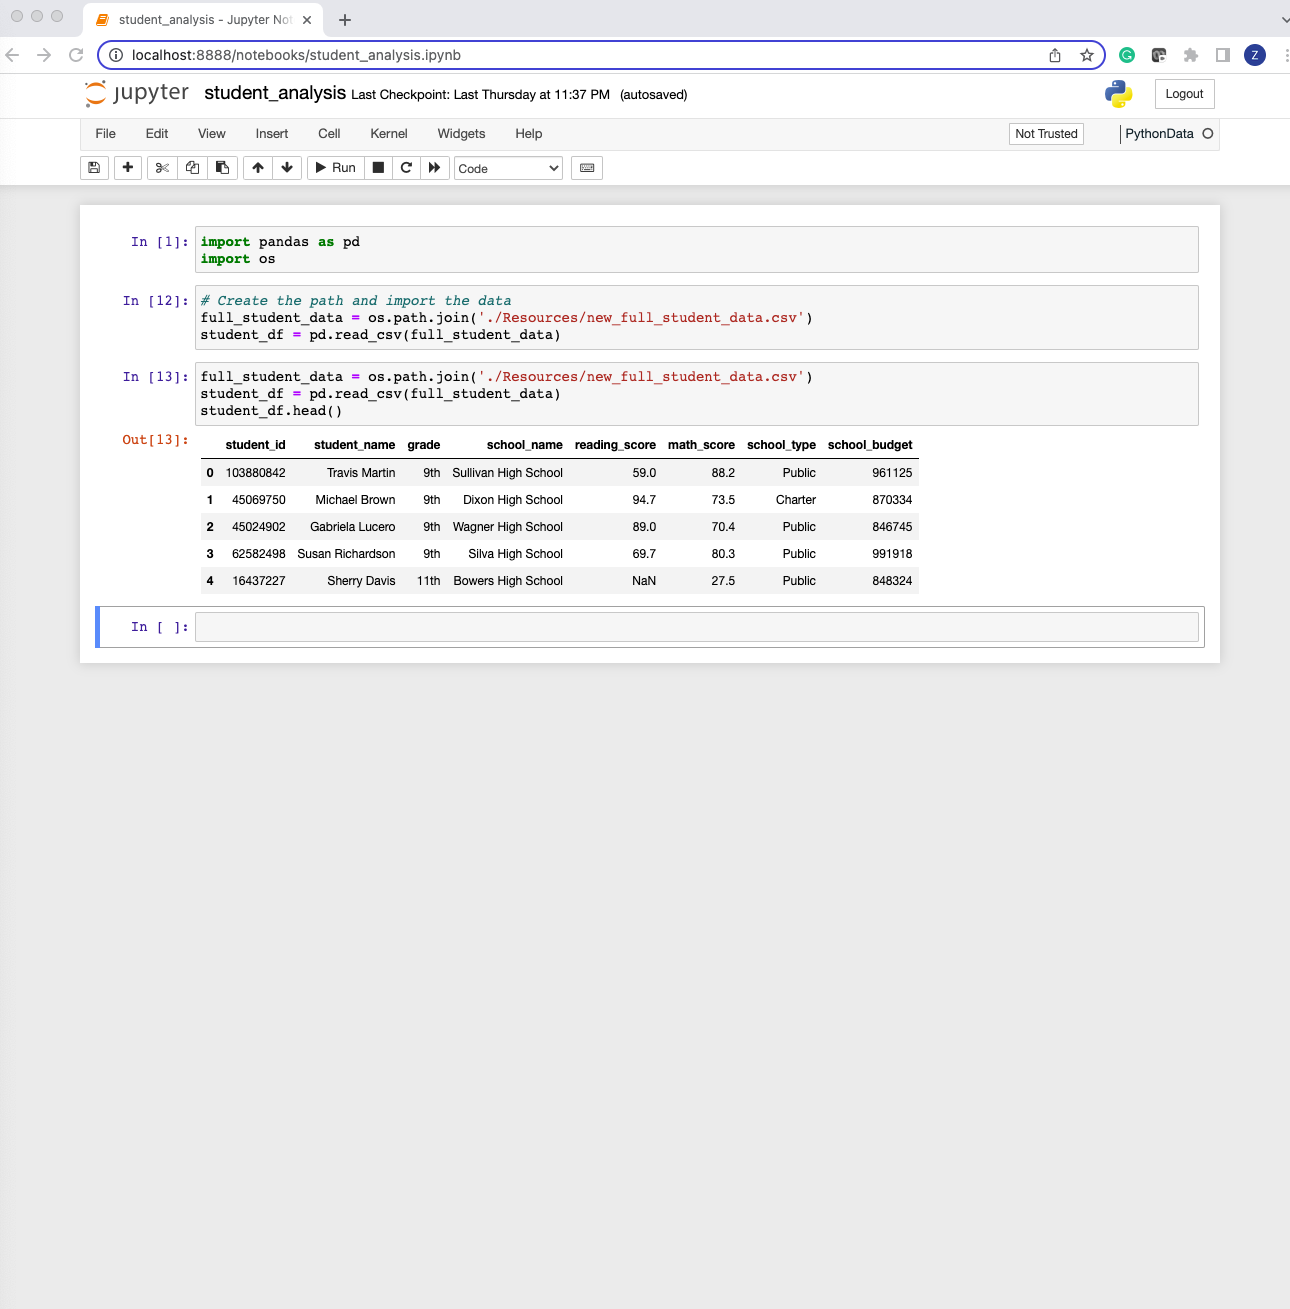 student_analysis - Jupyter Not
localhost:8888/notebooks/student_analysis.ipynb
Z
jupyter student_analysis Last Checkpoint: Last Thursday at 11:37 PM (autosaved)
Logout
File Edit View Insert Cell Kernel Widgets Help
Not Trusted
PythonData
Run
Code
In [1]: import pandas as pd
import os
In [12]: # Create the path and import the data
full_student_data = os.path.join('./Resources/new_full_student_data.csv')
student_df = pd.read_csv(full_student_data)
In [13]: full_student_data = os.path.join('./Resources/new_full_student_data.csv')
student_df = pd.read_csv(full_student_data)
student_df.head()
Out[13]:
student_id student_name grade school_name reading_score math_score school_type school_budget
0 103880842 Travis Martin 9th Sullivan High School 59.0 88.2 Public 961125
1 45069750 Michael Brown 9th Dixon High School 94.7 73.5 Charter 870334
2 45024902 Gabriela Lucero 9th Wagner High School 89.0 70.4 Public 846745
3 62582498 Susan Richardson 9th Silva High School 69.7 80.3 Public 991918
4 16437227 Sherry Davis 11th Bowers High School NaN 27.5 Public 848324
In [ ]: